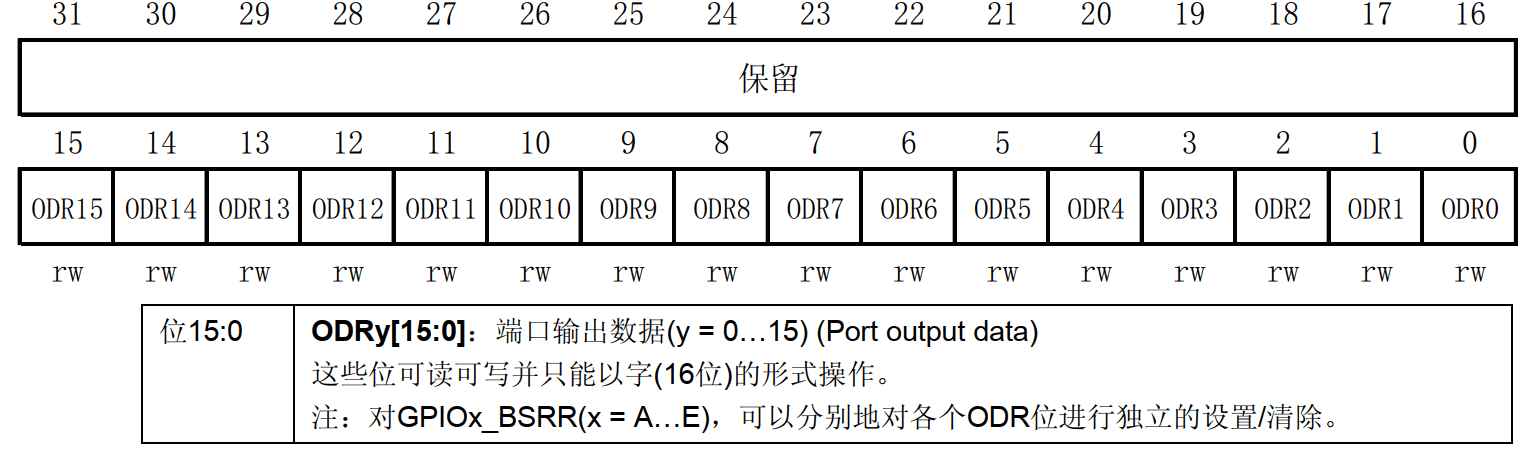 31 30 29 28 27 26 25 24 23 22 21 20 19 18 17 16
保留
15 14 13 12 11 10 9 8 7 6 5 4 3 2 1 0
ODR15 ODR14 ODR13 ODR12 ODR11 ODR10 ODR9 ODR8 ODR7 ODR6 ODR5 ODR4 ODR3 ODR2 ODR1 ODR0
rw rw rw rw rw rw rw rw rw rw rw rw rw rw rw rw
位15:0 ODRy[15:0]：端口输出数据(y = 0…15) (Port output data)
这些位可读可写并只能以字(16位)的形式操作。
注：对GPIOx_BSRR(x = A…E)，可以分别地对各个ODR位进行独立的设置/清除。